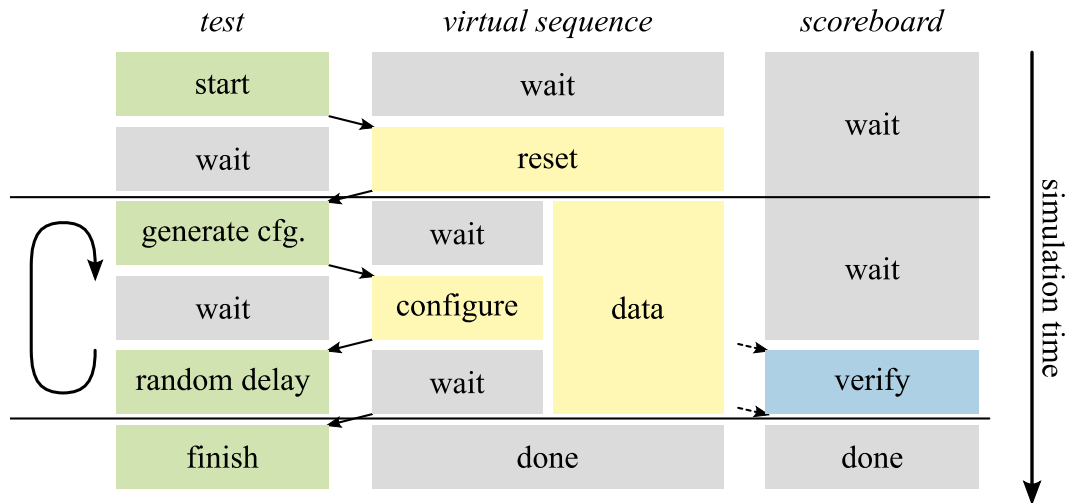 test
virtual sequence
scoreboard
start
wait
wait
wait
reset
generate cfg.
wait
data
wait
wait
configure
random delay
wait
verify
finish
done
done
simulation time